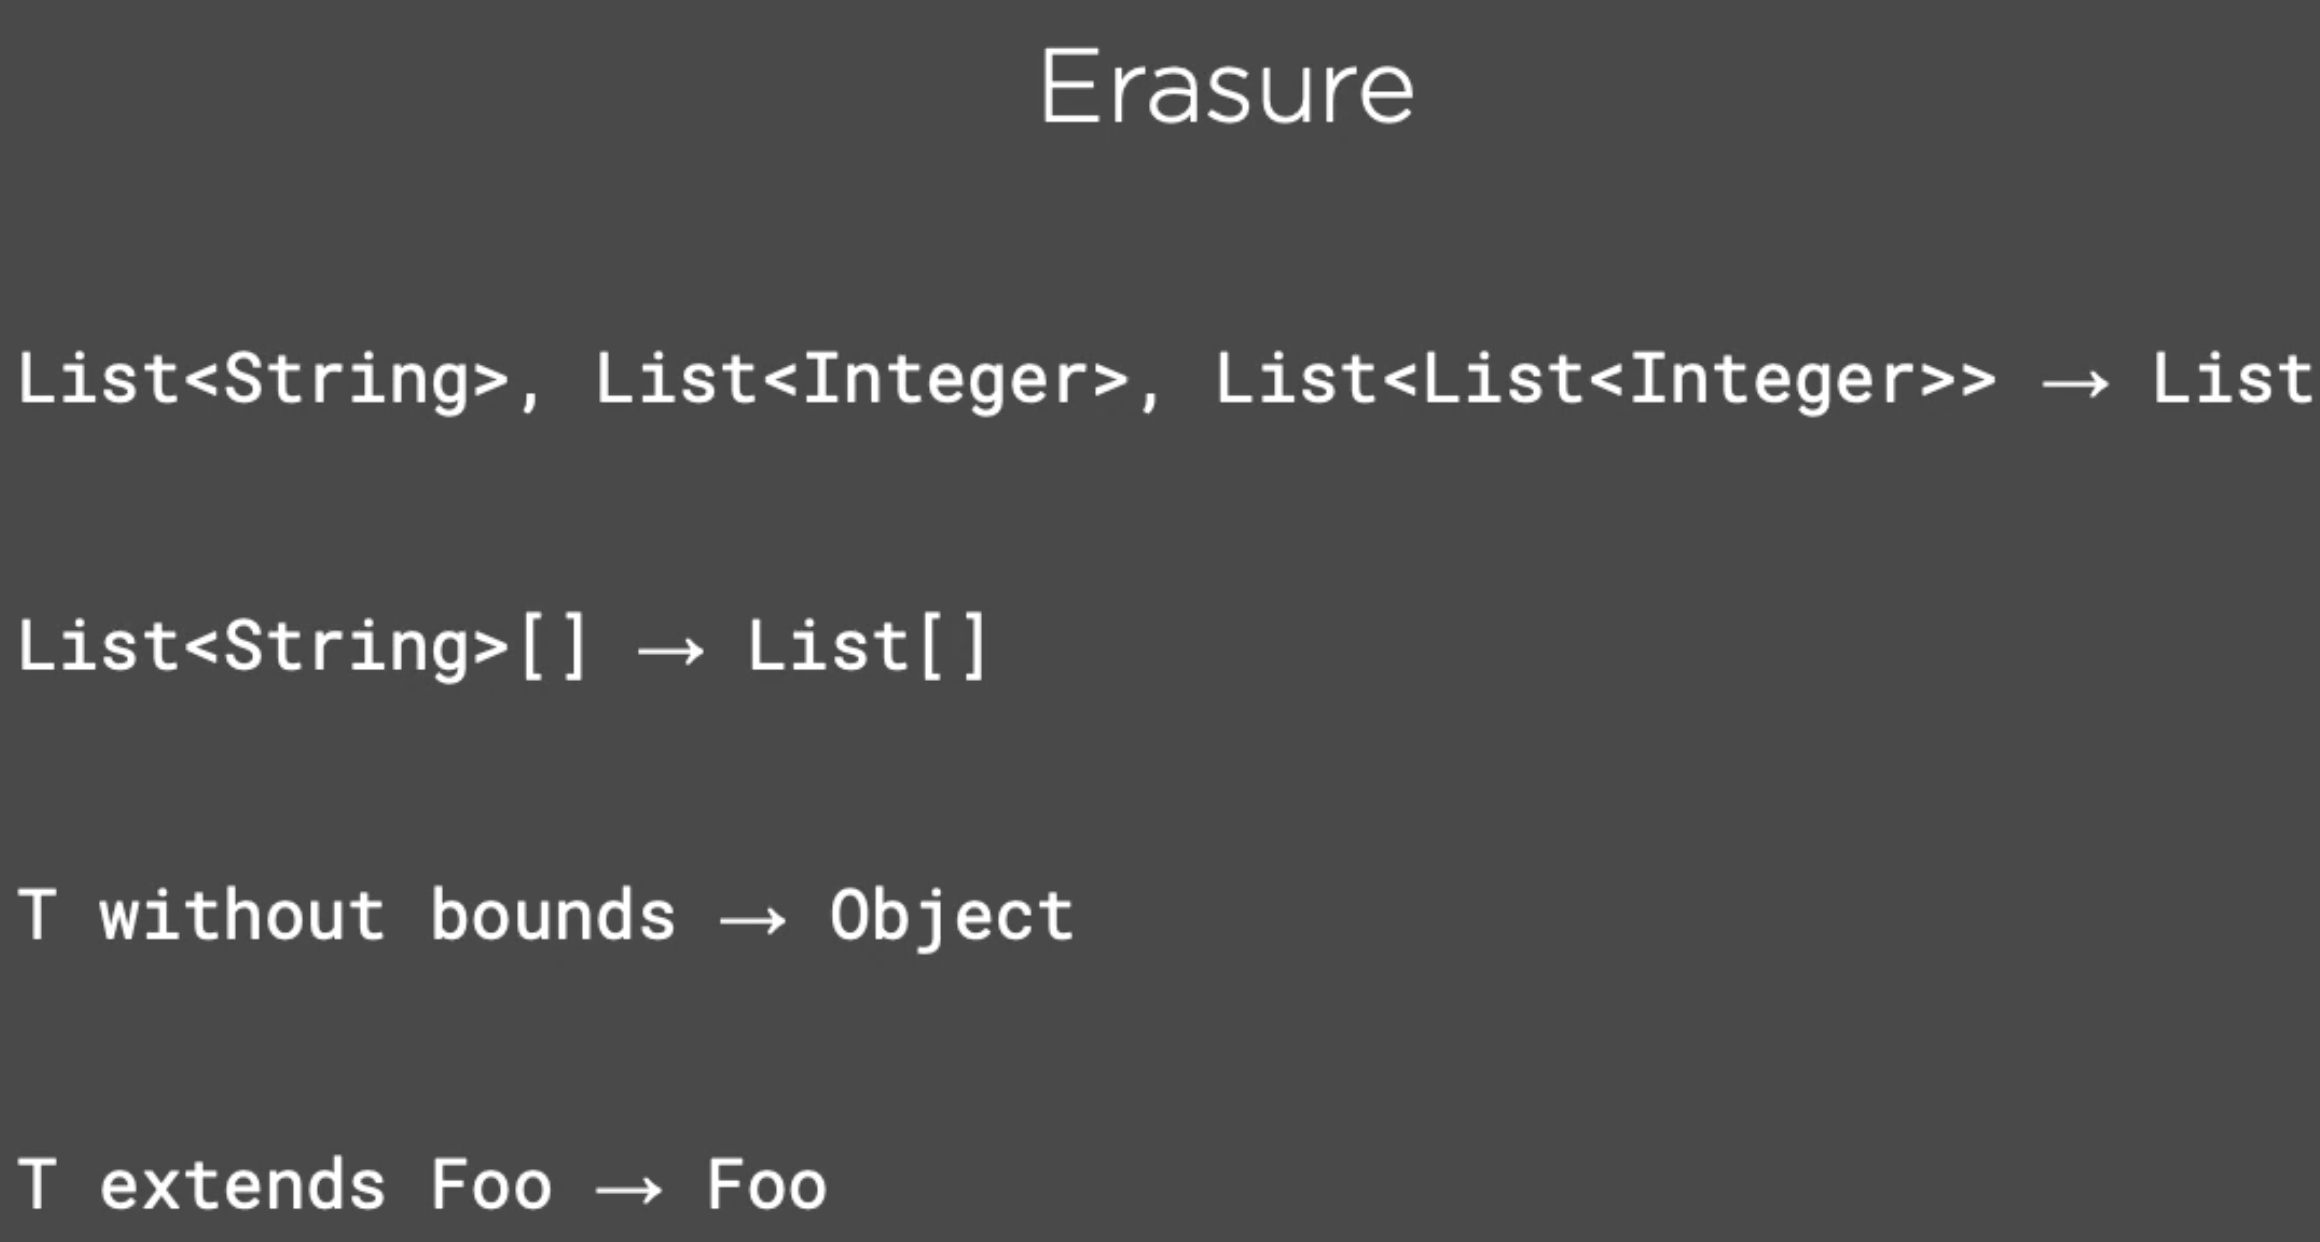 Erasure
List<String>, List<Integer>, List<List<Integer>> → List
List<String>[] → List[]
T without bounds → Object
T extends Foo → Foo